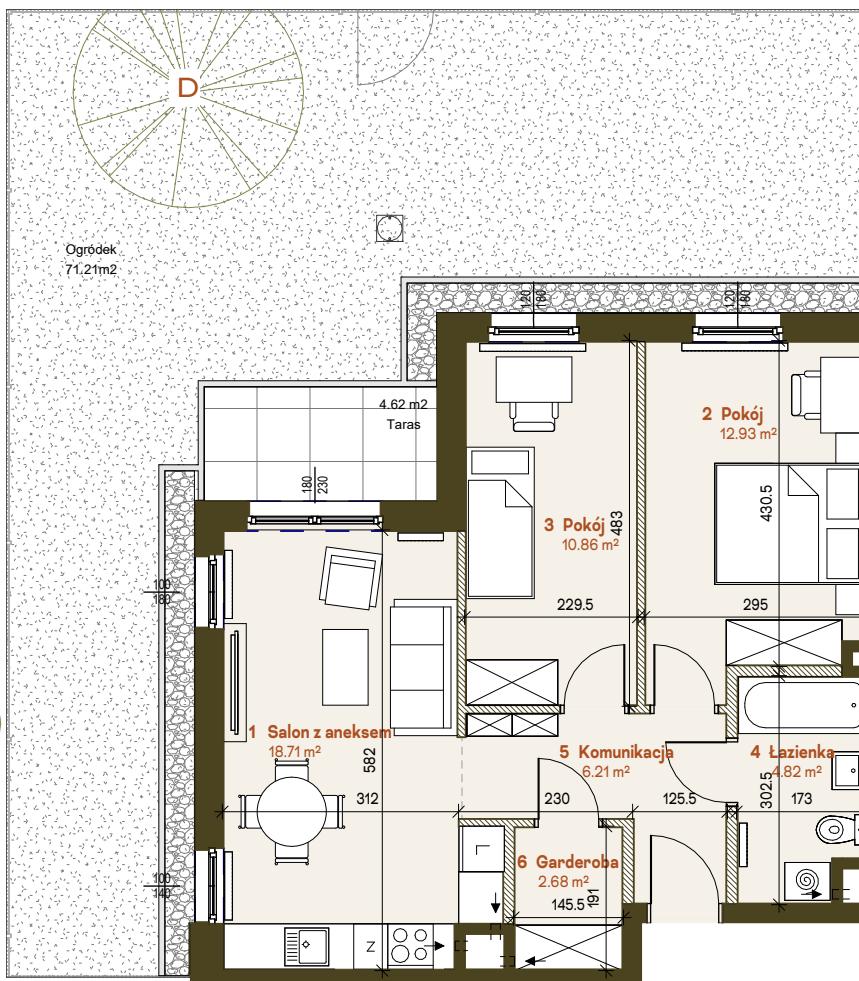 D
Ogródek
71.21m2
120
180
120
180
4.62 m2
Taras
2 Pokój
12.93 m²
180
230
430.5
3 Pokój
10.86 m²
483
100
180
229.5
295
1 Salon z aneksem
18.71 m²
582
5 Komunikacja
6.21 m²
4 Łazienka
4.82 m²
302.5
312
230
125.5
173
L
6 Garderoba
2.68 m²
191
145.5
100
140
Z